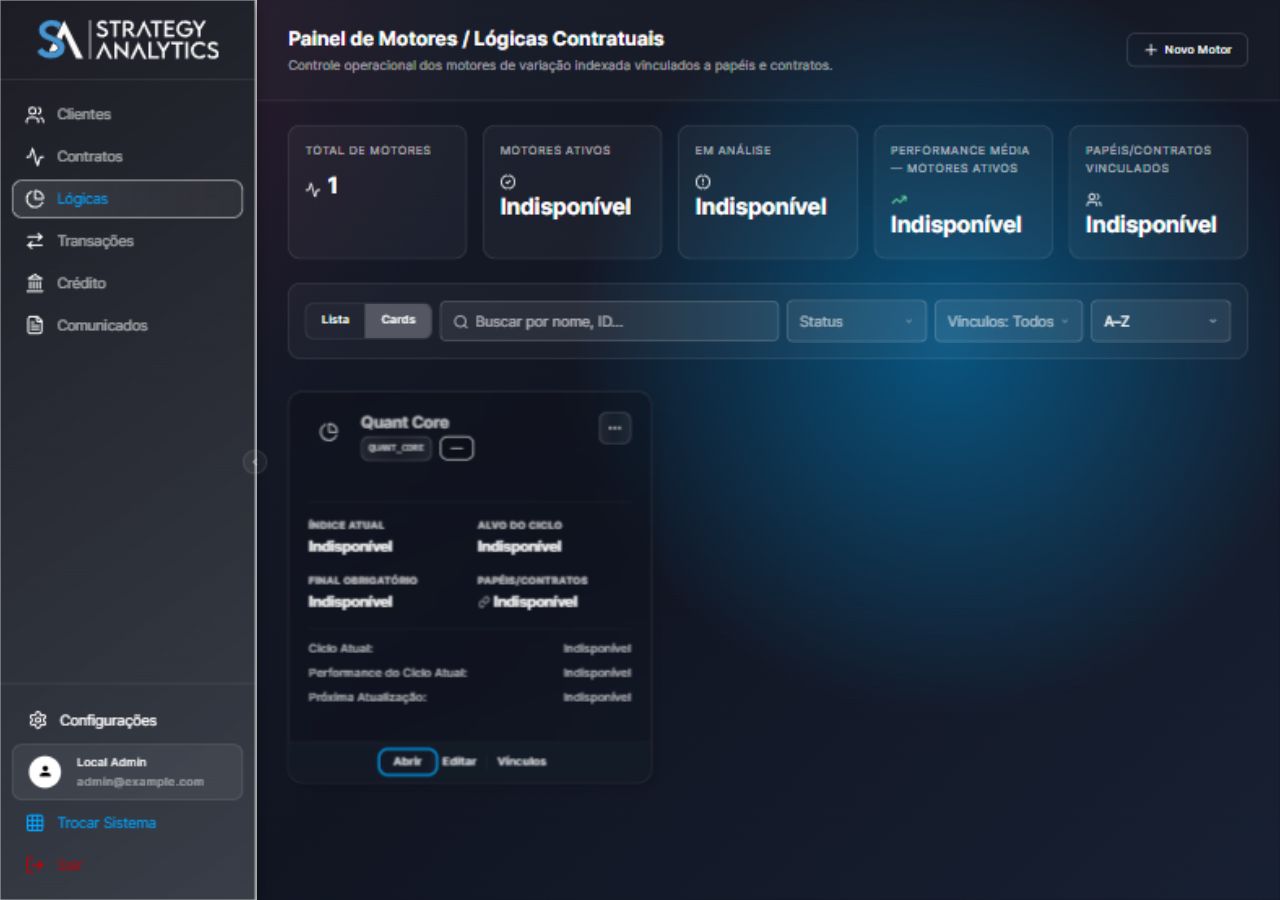 STRATEGY
ANALYTICS
Clientes
Contratos
Lógicas
Transações
Crédito
Comunicados
Configurações
Local Admin
admin@example.com
Trocar Sistema
Sair
Painel de Motores / Lógicas Contratuais
Controle operacional dos motores de variação indexada vinculados a papéis e contratos.
Novo Motor
TOTAL DE MOTORES
1
MOTORES ATIVOS
Indisponível
EM ANÁLISE
Indisponível
PERFORMANCE MÉDIA
— MOTORES ATIVOS
Indisponível
PAPÉIS/CONTRATOS
VINCULADOS
Indisponível
Lista
Cards
Buscar por nome, ID...
Status
Vínculos: Todos
A–Z
Quant Core
QUANT_CORE
—
ÍNDICE ATUAL
Indisponível
ALVO DO CICLO
Indisponível
FINAL OBRIGATÓRIO
Indisponível
PAPÉIS/CONTRATOS
Indisponível
Ciclo Atual: Indisponível
Performance do Ciclo Atual: Indisponível
Próxima Atualização: Indisponível
Abrir
Editar
Vínculos